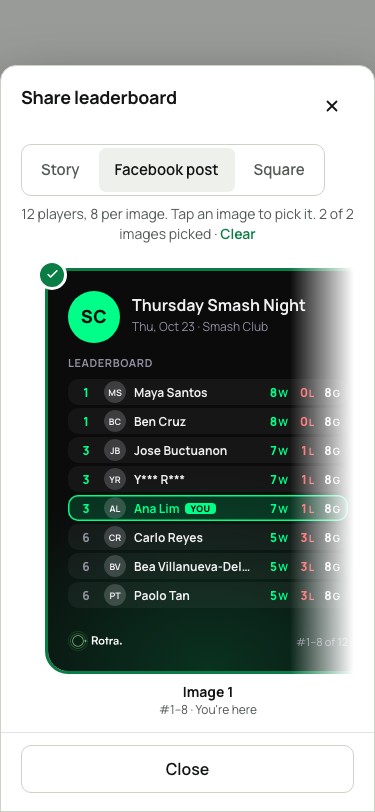 Share leaderboard
Story
Facebook post
Square
12 players, 8 per image. Tap an image to pick it. 2 of 2
images picked · Clear
SC
Thursday Smash Night
Thu, Oct 23 · Smash Club
LEADERBOARD
1 MS Maya Santos 8W 0L 8G
1 BC Ben Cruz 8W 0L 8G
3 JB Jose Buctuanon 7W 1L 8G
3 YR Y*** R*** 7W 1L 8G
3 AL Ana Lim YOU 7W 1L 8G
6 CR Carlo Reyes 5W 3L 8G
6 BV Bea Villanueva-Del... 5W 3L 8G
6 PT Paolo Tan 5W 3L 8G
Rotra. #1–8 of 12
Image 1
#1–8 · You're here
Close